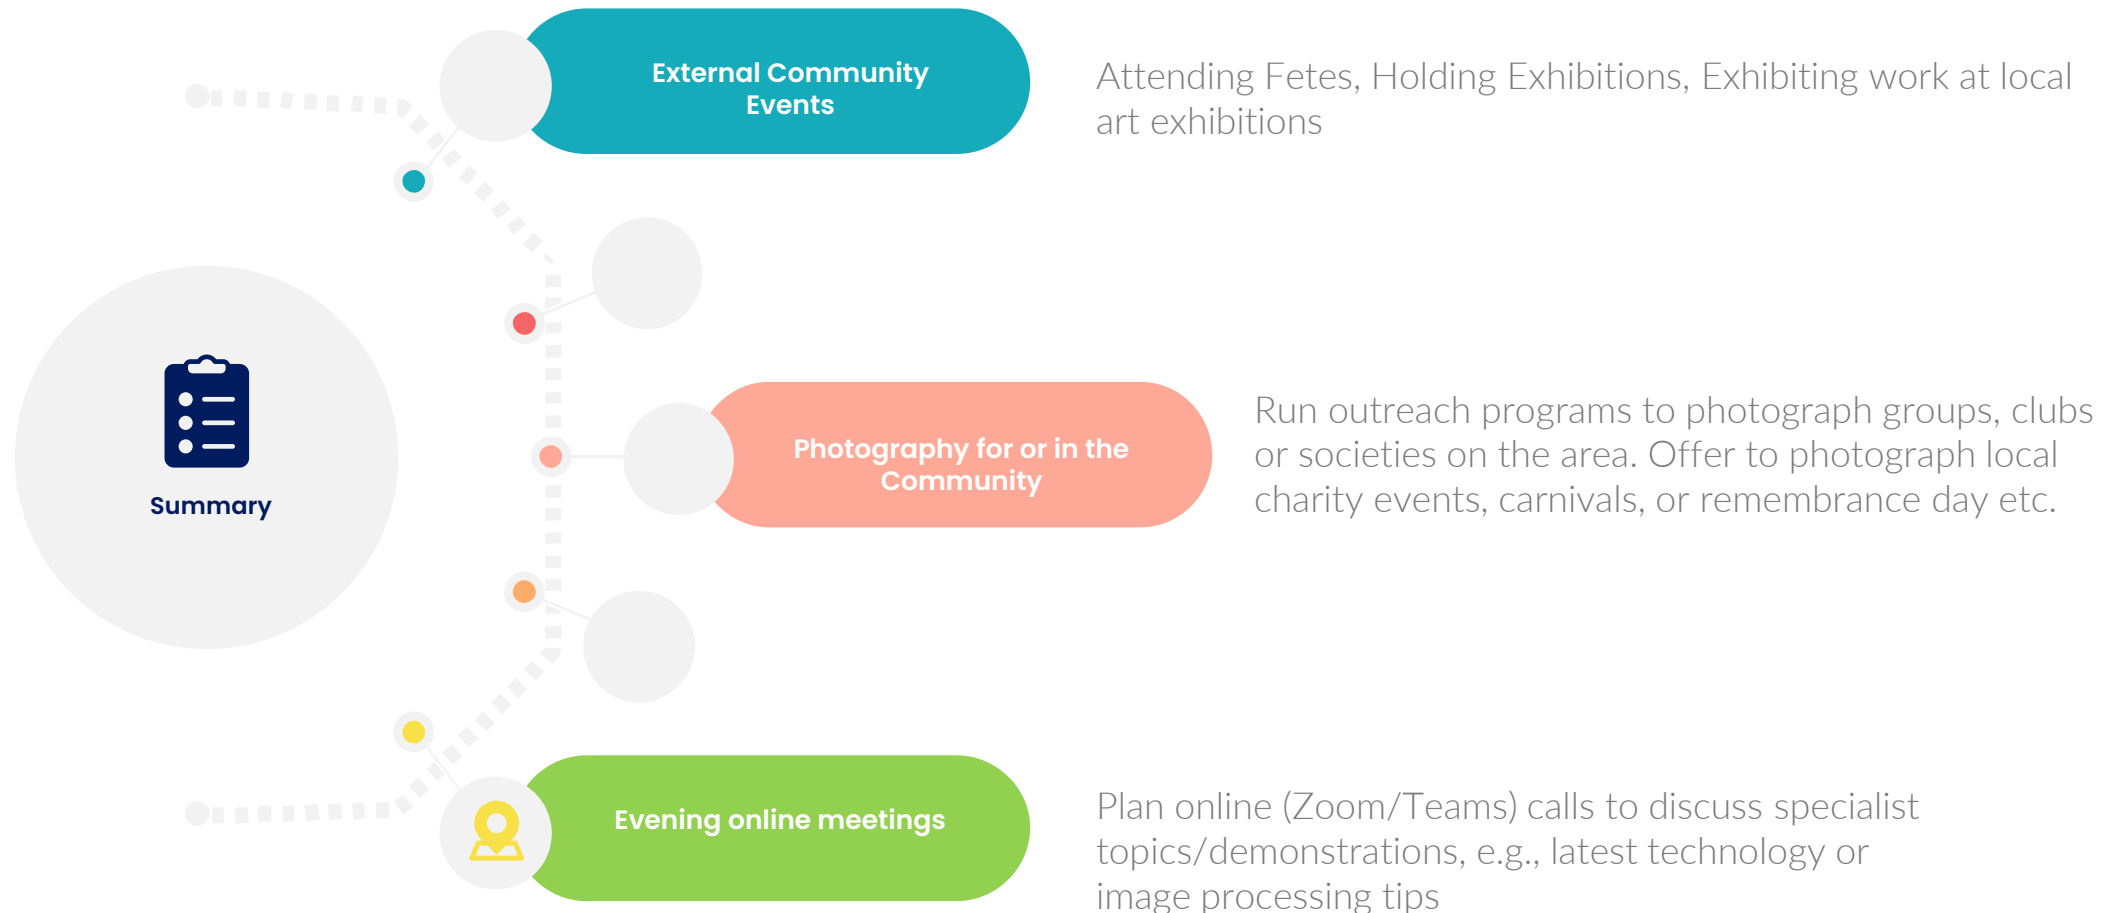 External Community
Events
Attending Fetes, Holding Exhibitions, Exhibiting work at local
art exhibitions
Summary
Photography for or in the
Community
Run outreach programs to photograph groups, clubs
or societies on the area. Offer to photograph local
charity events, carnivals, or remembrance day etc.
Evening online meetings
Plan online (Zoom/Teams) calls to discuss specialist
topics/demonstrations, e.g., latest technology or
image processing tips